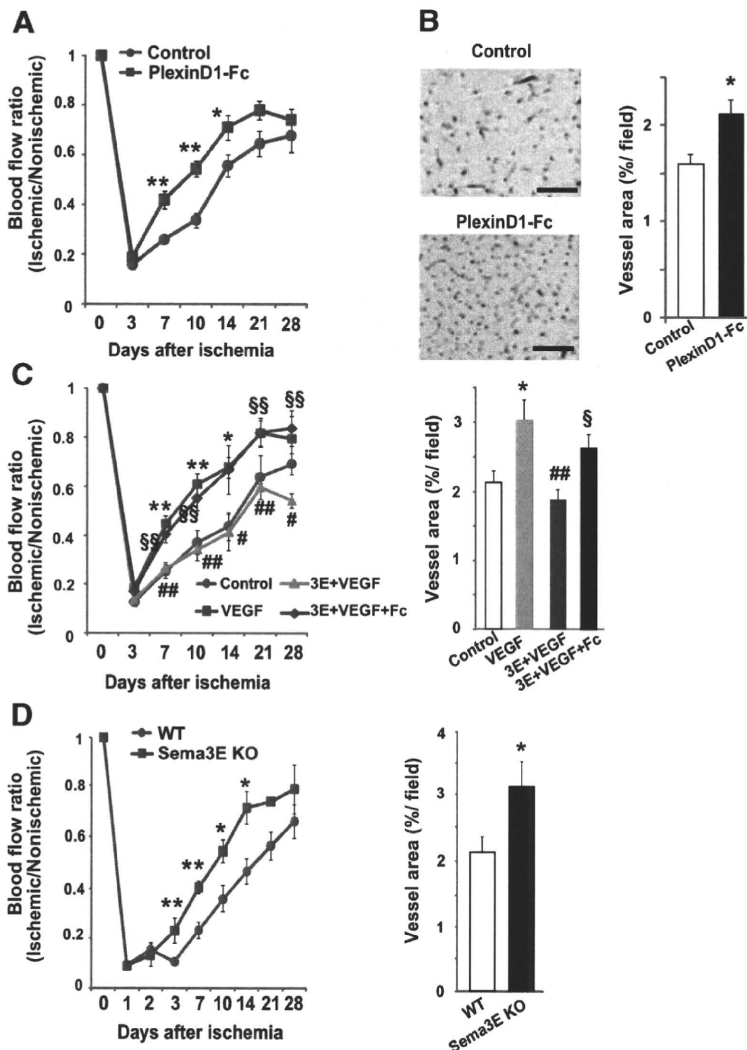 A
Control
PlexinD1-Fc
Blood flow ratio
(Ischemic/Nonischemic)
1
0.8
0.6
0.4
0.2
0
**
**
*
0 3 7 10 14 21 28
Days after ischemia
B
Control
PlexinD1-Fc
Vessel area (%/ field)
2
1
0
*
Control
PlexinD1-Fc
C
Blood flow ratio
(Ischemic/Nonischemic)
1
0.8
0.6
0.4
0.2
0
§§ §§
** ** *
§§ §§
## ## # ## #
Control 3E+VEGF
VEGF 3E+VEGF+Fc
0 3 7 10 14 21 28
Days after ischemia
Vessel area (%/ field)
3
2
1
0
* ## §
Control
VEGF
3E+VEGF
3E+VEGF+Fc
D
WT
Sema3E KO
Blood flow ratio
(Ischemic/Nonischemic)
1
0.8
0.6
0.4
0.2
0
** ** * *
0 1 2 3 7 10 14 21 28
Days after ischemia
Vessel area (%/ field)
4
3
2
1
0
*
WT
Sema3E KO